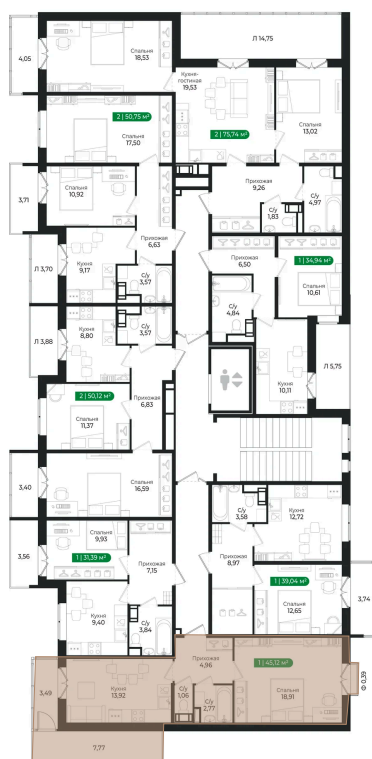 4,05
Спальня
18,53
Л 14,75
Кухня-
гостиная
19,53
Спальня
13,02
2 | 50,75 м²
Спальня
17,50
2 | 75,74 м²
3,71
Спальня
10,92
Прихожая
9,26
С/у
1,83
С/у
4,97
Прихожая
6,63
Л 3,70
Кухня
9,17
С/у
3,57
Прихожая
6,50
1 | 34,94 м²
Спальня
10,61
С/у
4,84
Л 3,88
Кухня
8,80
С/у
3,57
Л 5,75
Кухня
10,11
2 | 50,12 м²
Спальня
11,37
Прихожая
6,83
3,40
Спальня
16,59
С/у
3,58
Кухня
12,72
3,56
Спальня
9,93
1 | 31,39 м²
Прихожая
7,15
Прихожая
8,97
1 | 39,04 м²
Спальня
12,65
3,74
Кухня
9,40
С/у
3,84
Прихожая
4,96
1 | 45,12 м²
Ф 0,39
3,49
Кухня
13,92
С/у
1,06
С/у
2,77
Спальня
18,91
7,77